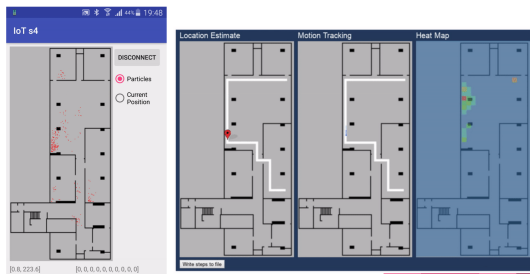 44% 19:48
IoT s4
DISCONNECT
Particles
Current
Position
[0.8, 223.6] [0, 0, 0, 0, 0, 0, 0, 0, 0, 0]
Location Estimate
Motion Tracking
Heat Map
Write steps to file